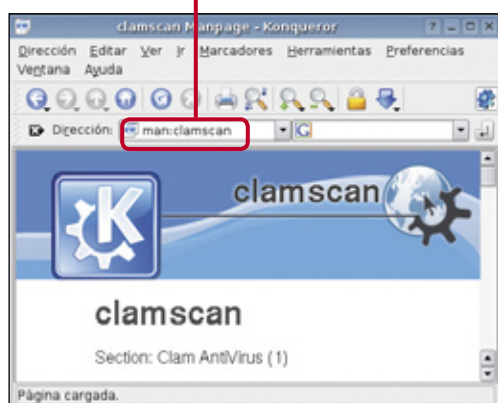 clamscan Manpage - Konqueror
Dirección Editar Ver Ir Marcadores Herramientas Preferencias
Ventana Ayuda
Dirección: man:clamscan
clamscan
clamscan
Section: Clam AntiVirus (1)
Página cargada.